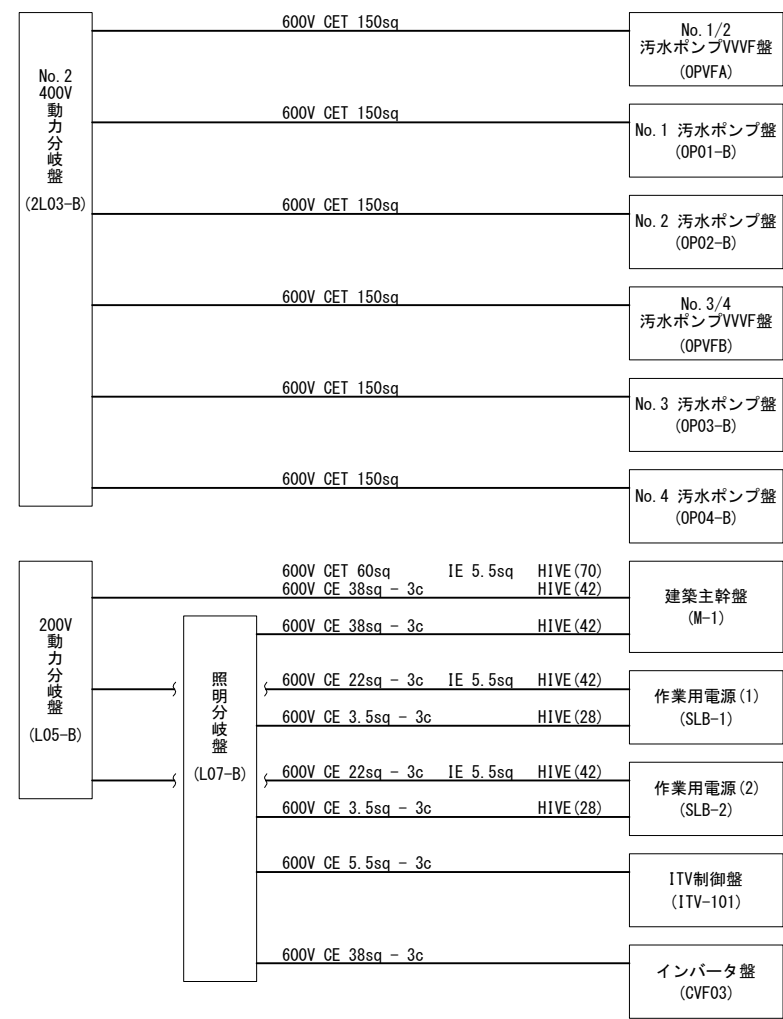 No.2
400V
動力分岐盤
(2L03-B)
600V CET 150sq
No.1/2
汚水ポンプVVVF盤
(OPVFA)
600V CET 150sq
No.1 汚水ポンプ盤
(OP01-B)
600V CET 150sq
No.2 汚水ポンプ盤
(OP02-B)
600V CET 150sq
No.3/4
汚水ポンプVVVF盤
(OPVFB)
600V CET 150sq
No.3 汚水ポンプ盤
(OP03-B)
600V CET 150sq
No.4 汚水ポンプ盤
(OP04-B)
200V
動力分岐盤
(L05-B)
照明分岐盤
(L07-B)
600V CET 60sq IE 5.5sq HIVE(70)
600V CE 38sq - 3c HIVE(42)
600V CE 38sq - 3c HIVE(42)
建築主幹盤
(M-1)
600V CE 22sq - 3c IE 5.5sq HIVE(42)
600V CE 3.5sq - 3c HIVE(28)
作業用電源(1)
(SLB-1)
600V CE 22sq - 3c IE 5.5sq HIVE(42)
600V CE 3.5sq - 3c HIVE(28)
作業用電源(2)
(SLB-2)
600V CE 5.5sq - 3c
ITV制御盤
(ITV-101)
600V CE 38sq - 3c
インバータ盤
(CVF03)